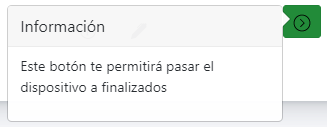 Información
Este botón te permitirá pasar el
dispositivo a finalizados